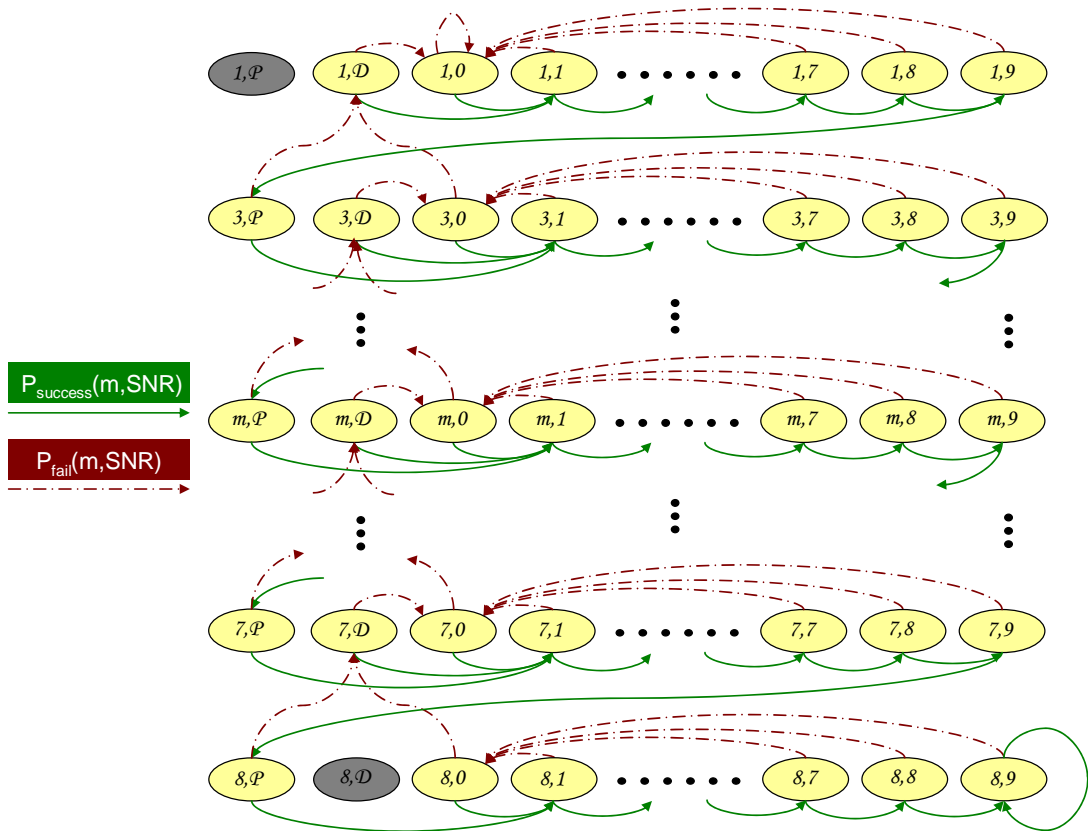 1,P 1,D 1,0 1,1 1,7 1,8 1,9
3,P 3,D 3,0 3,1 3,7 3,8 3,9
P_success(m,SNR)
m,P m,D m,0 m,1 m,7 m,8 m,9
P_fail(m,SNR)
7,P 7,D 7,0 7,1 7,7 7,8 7,9
8,P 8,D 8,0 8,1 8,7 8,8 8,9